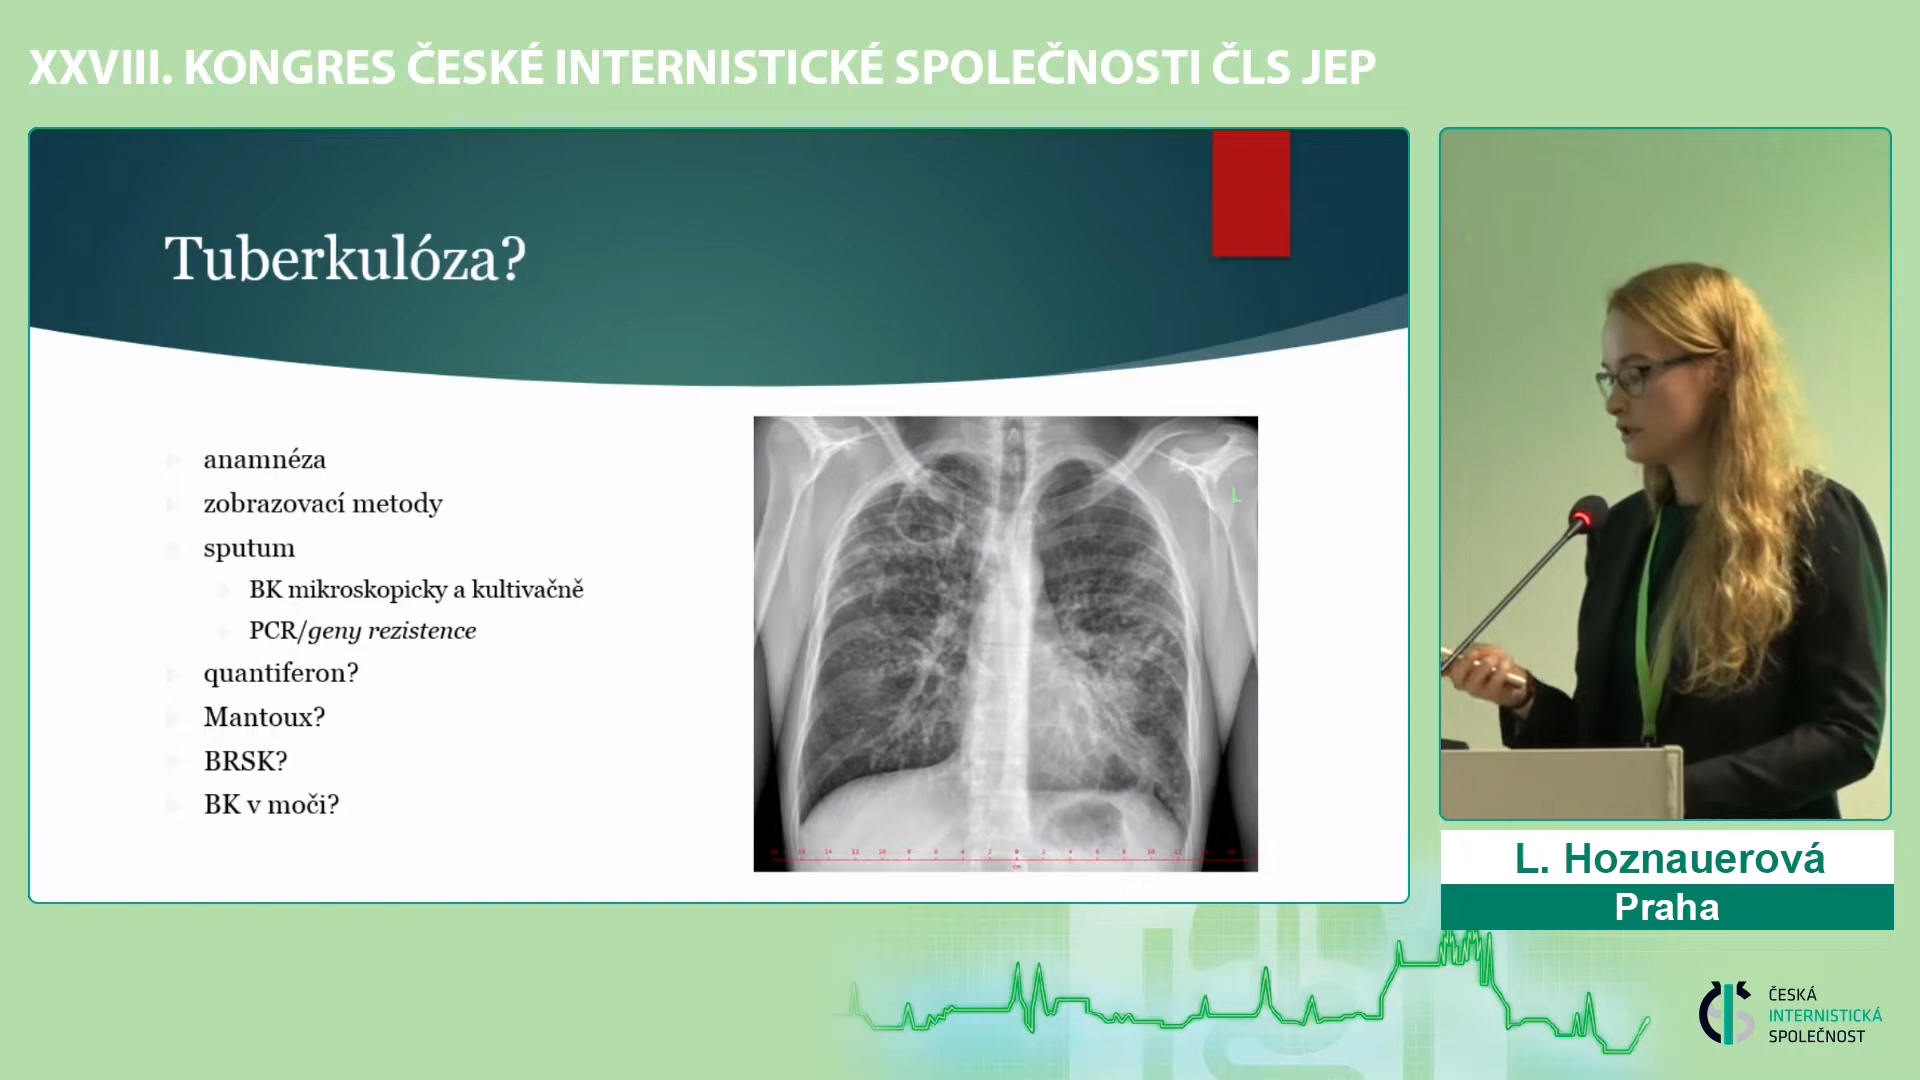 XXVIII. KONGRES ČESKÉ INTERNISTICKÉ SPOLEČNOSTI ČLS JEP
Tuberkulóza?
anamnéza
zobrazovací metody
sputum
BK mikroskopicky a kultivačně
PCR/geny rezistence
quantiferon?
Mantoux?
BRSK?
BK v moči?
L
L. Hoznauerová
Praha
ČESKÁ
INTERNISTICKÁ
SPOLEČNOST